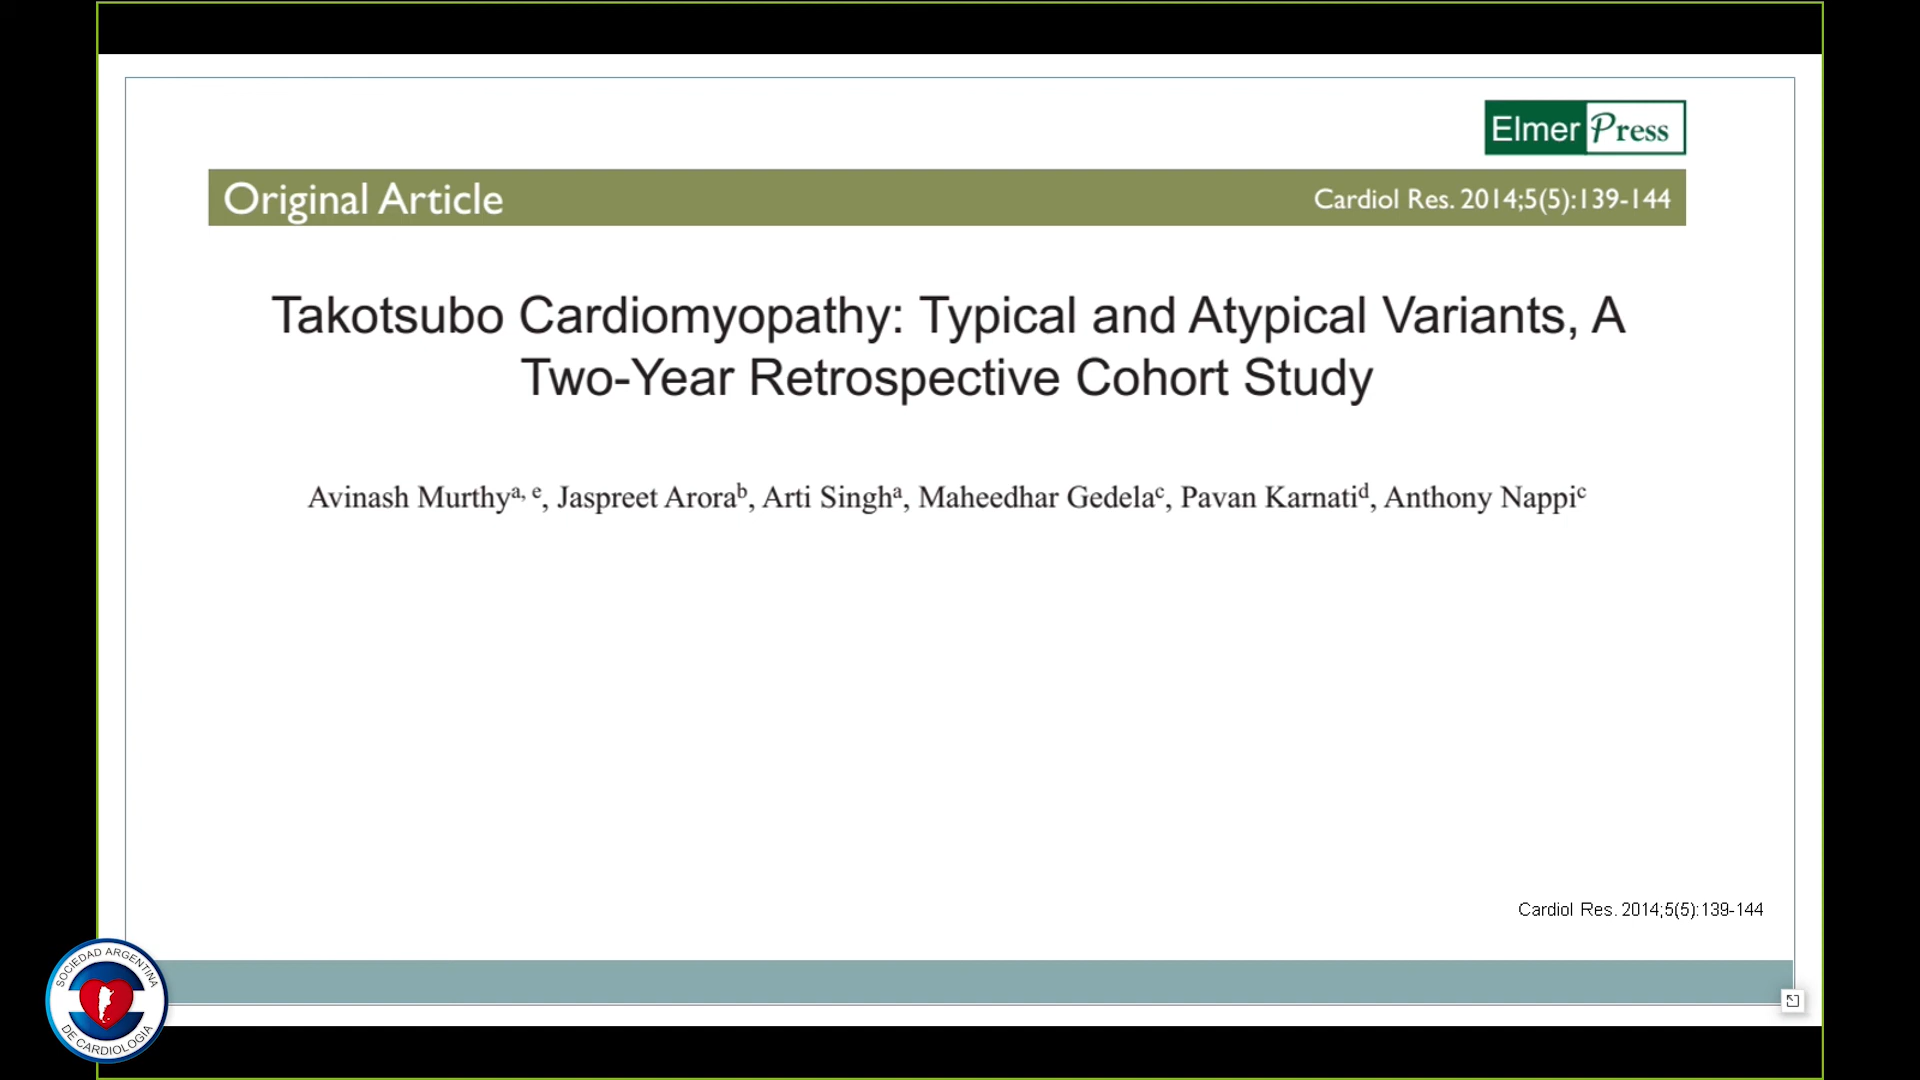 Elmer Press
Original Article
Cardiol Res. 2014;5(5):139-144
Takotsubo Cardiomyopathy: Typical and Atypical Variants, A
Two-Year Retrospective Cohort Study
Avinash Murthyᵃ, ᵉ, Jaspreet Aroraᵇ, Arti Singhᵃ, Maheedhar Gedelaᶜ, Pavan Karnatiᵈ, Anthony Nappiᶜ
Cardiol Res. 2014;5(5):139-144
SOCIEDAD ARGENTINA
DE CARDIOLOGIA